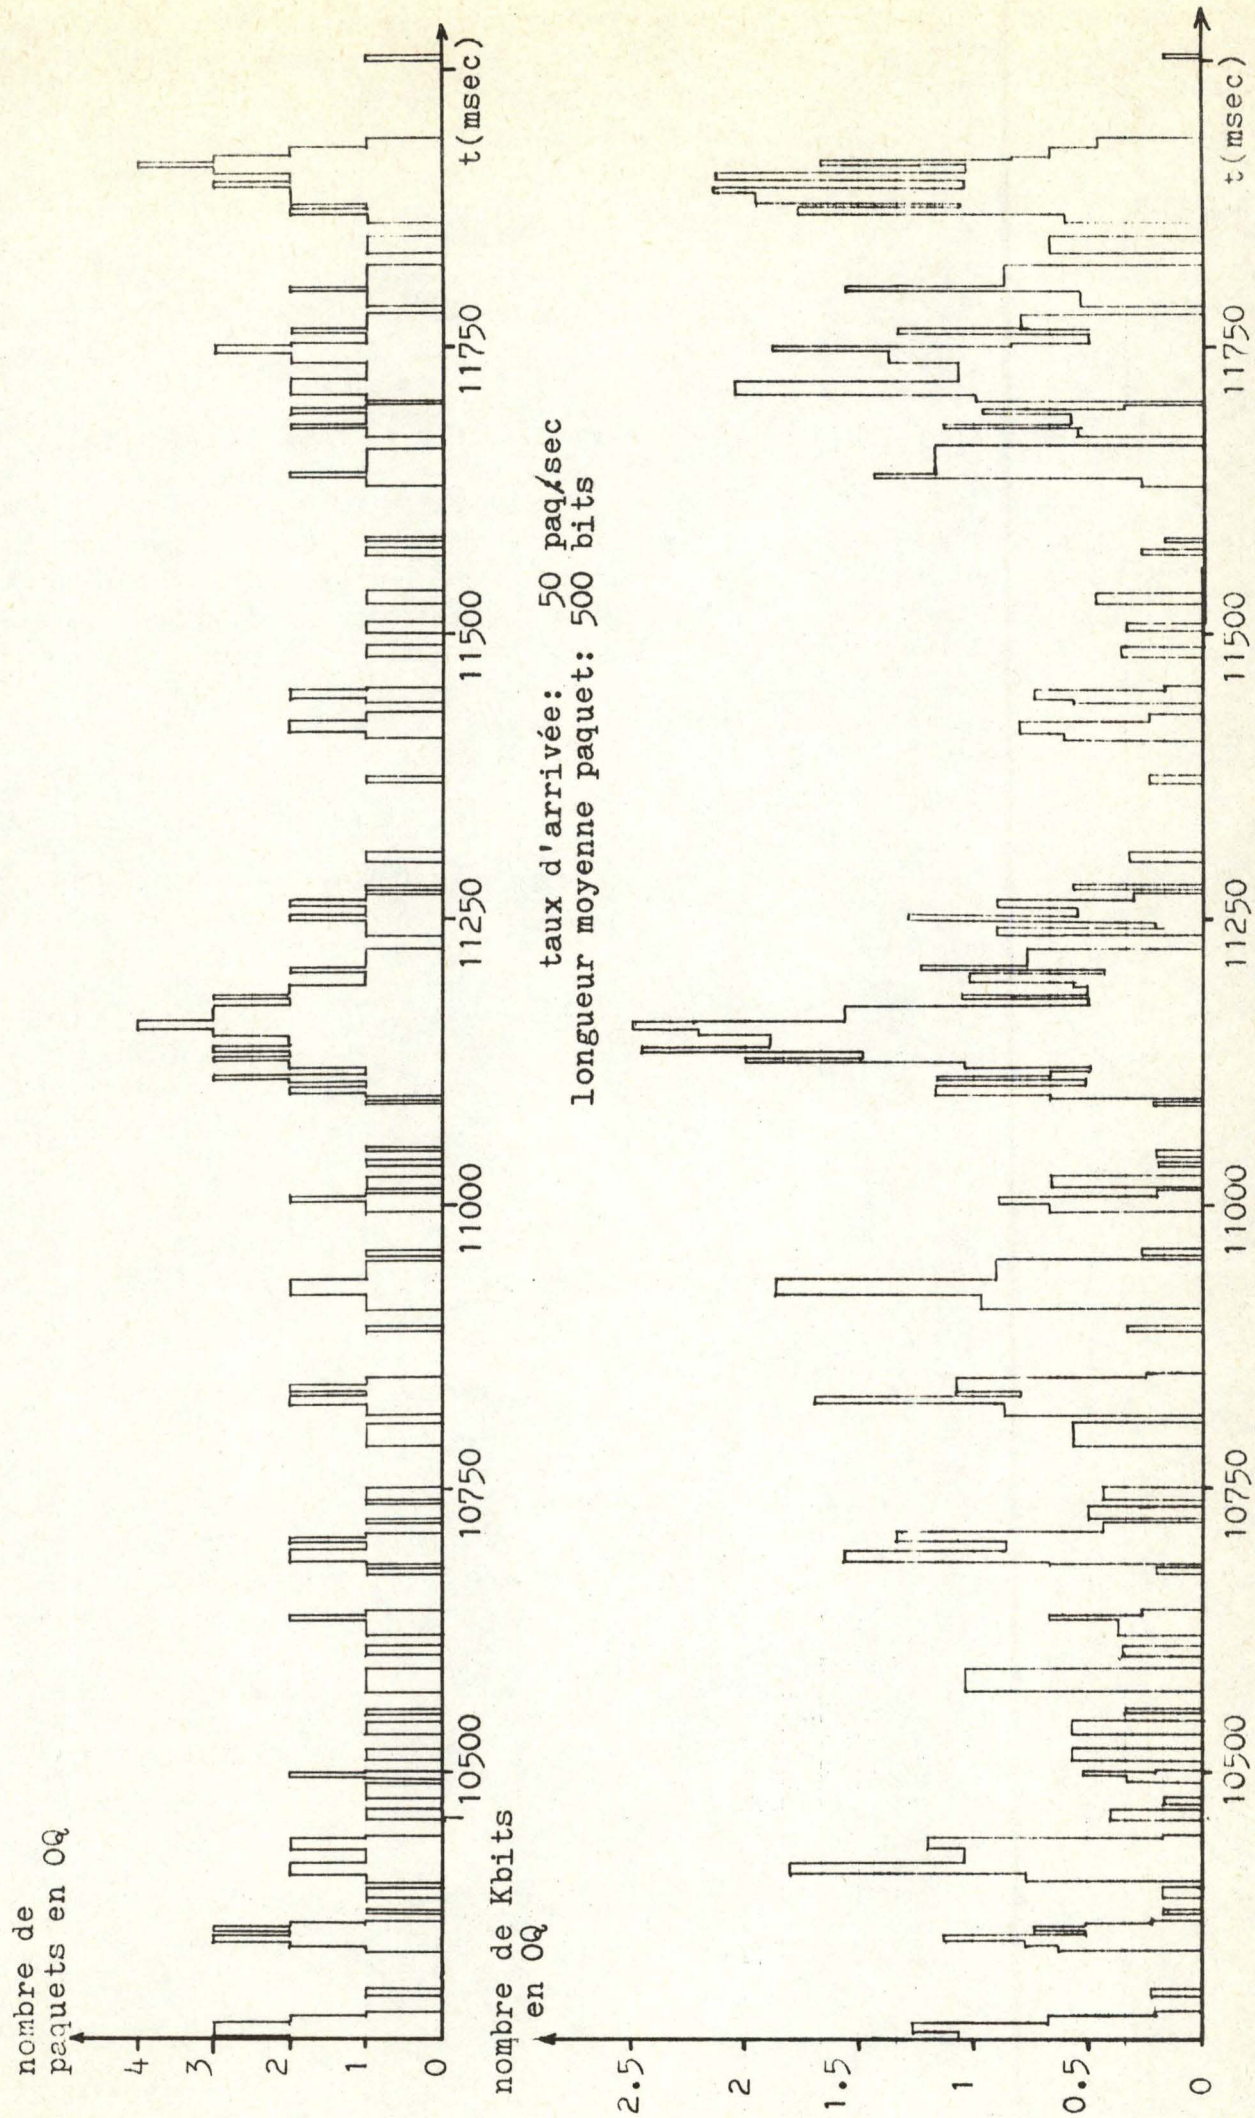 nombre de
paquets en OQ
4
3
2
1
0
10500
10750
11000
11250
11500
11750
t(msec)
taux d'arrivée: 50 paq/sec
longueur moyenne paquet: 500 bits
nombre de Kbits
en OQ
2.5
2
1.5
1
0.5
0
10500
10750
11000
11250
11500
11750
t(msec)